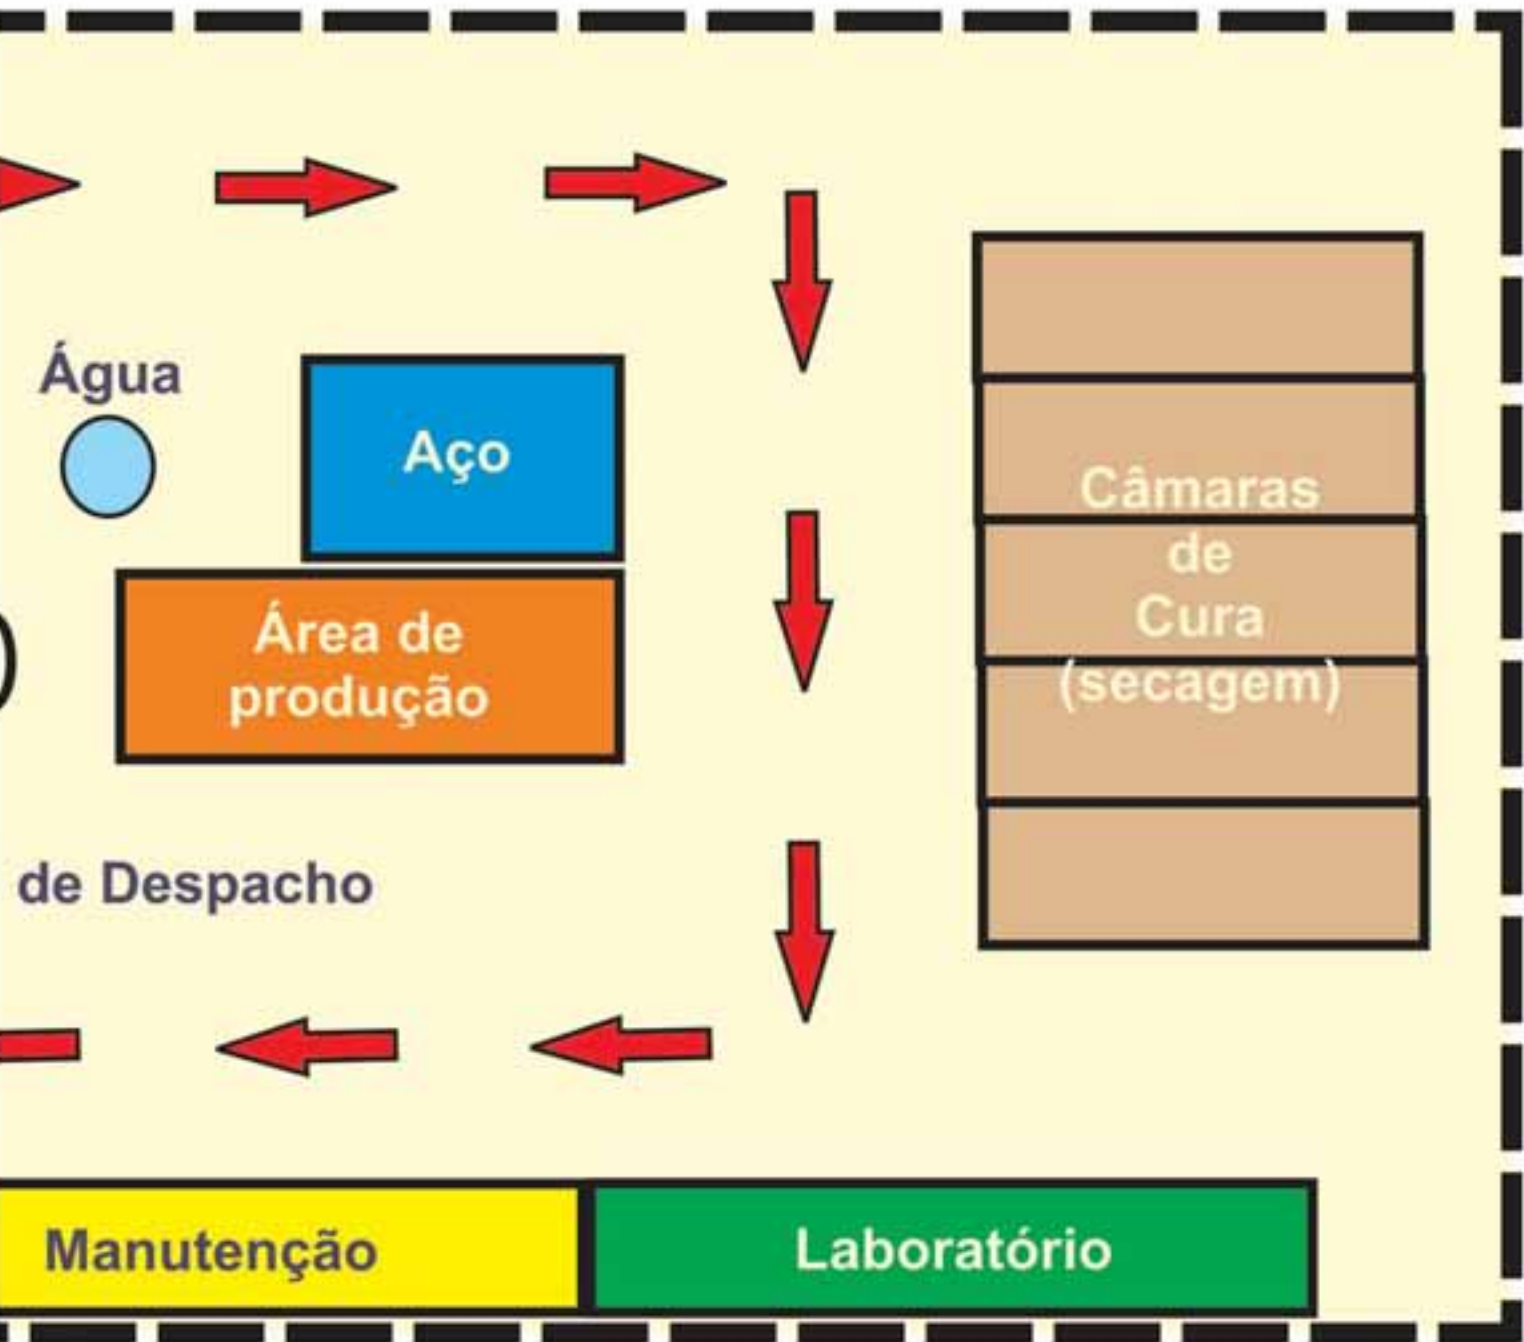 Água
Aço
Área de
produção
Câmaras
de
Cura
(secagem)
de Despacho
Manutenção
Laboratório